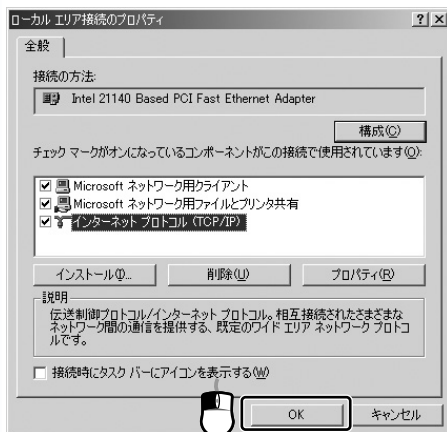 ローカル エリア接続のプロパティ
全般
接続の方法:
Intel 21140 Based PCI Fast Ethernet Adapter
構成(C)
チェック マークがオンになっているコンポーネントがこの接続で使用されています(O):
Microsoft ネットワーク用クライアント
Microsoft ネットワーク用ファイルとプリンタ共有
インターネット プロトコル (TCP/IP)
インストール(I)... 削除(U) プロパティ(R)
説明
伝送制御プロトコル/インターネット プロトコル。相互接続されたさまざまな
ネットワーク間の通信を提供する、既定のワイド エリア ネットワーク プロトコ
ルです。
接続時にタスク バーにアイコンを表示する(W)
OK キャンセル